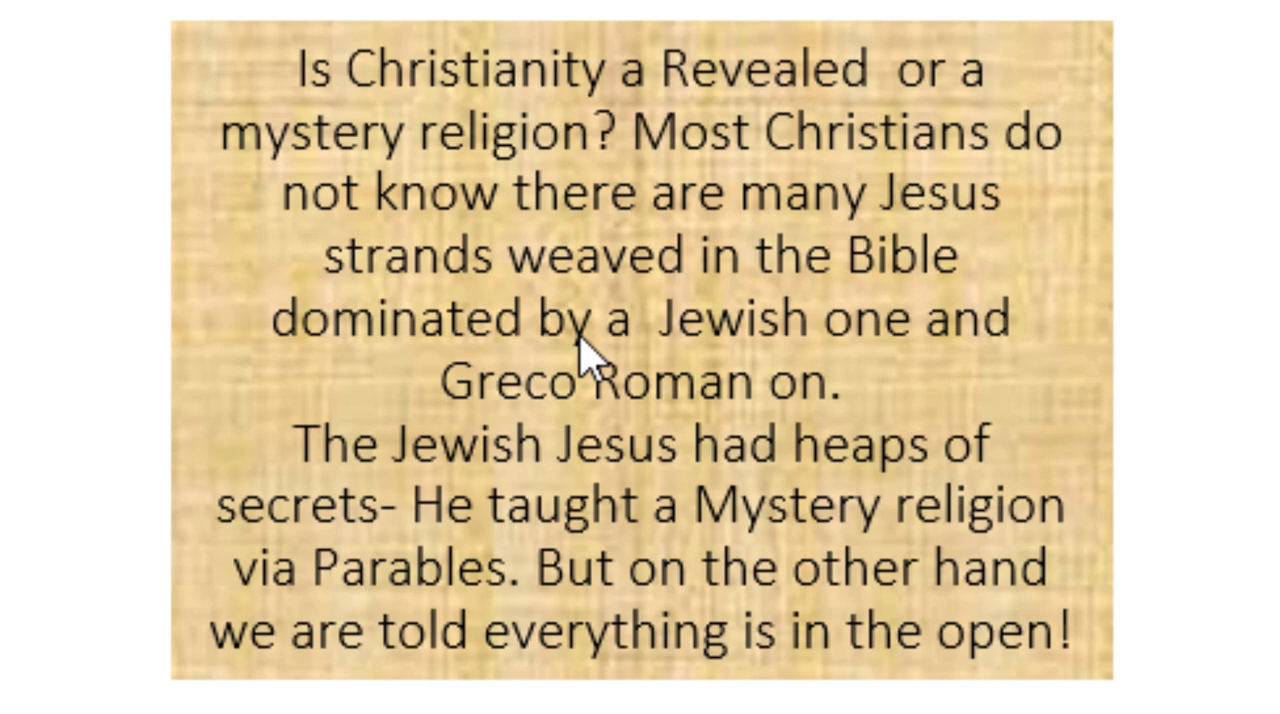 Is Christianity a Revealed  or a
mystery religion? Most Christians do
not know there are many Jesus
strands weaved in the Bible
dominated by a  Jewish one and
Greco Roman on.
The Jewish Jesus had heaps of
secrets- He taught a Mystery religion
via Parables. But on the other hand
we are told everything is in the open!